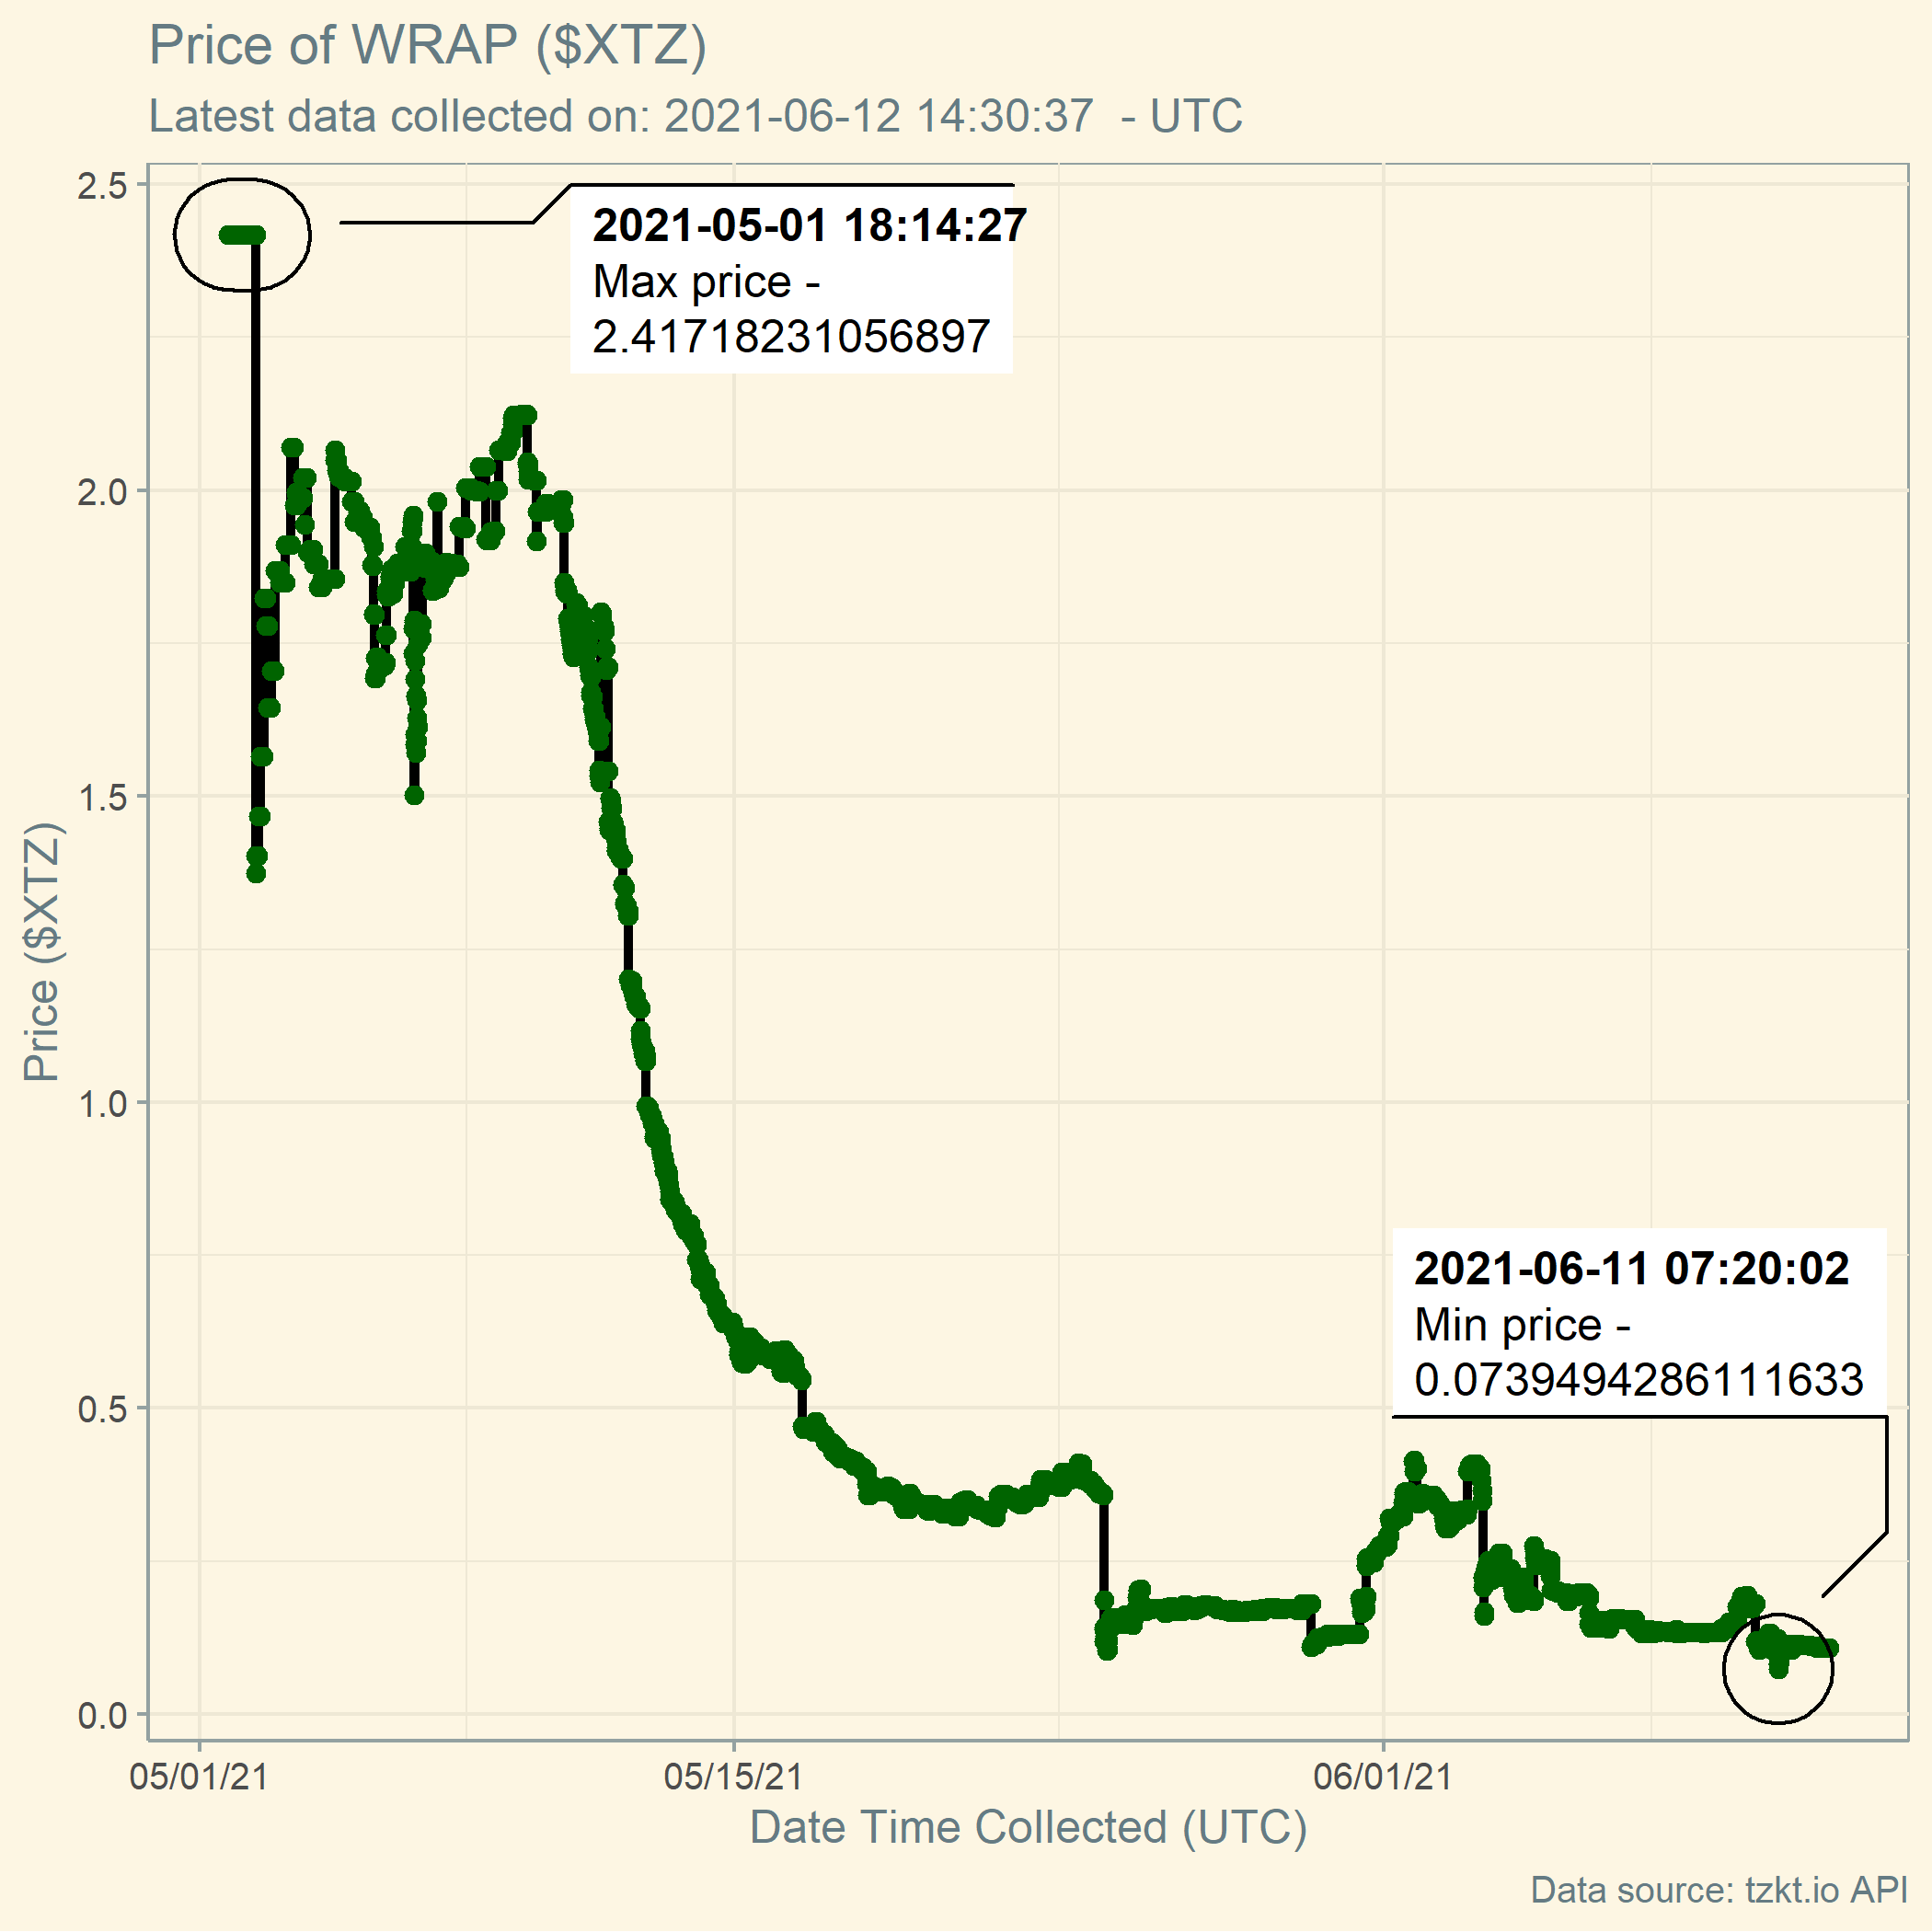 Price of WRAP ($XTZ)
Latest data collected on: 2021-06-12 14:30:37  - UTC
2.5
2021-05-01 18:14:27
Max price -
2.41718231056897
2.0
1.5
Price ($XTZ)
1.0
2021-06-11 07:20:02
Min price -
0.0739494286111633
0.5
0.0
05/01/21
05/15/21
06/01/21
Date Time Collected (UTC)
Data source: tzkt.io API